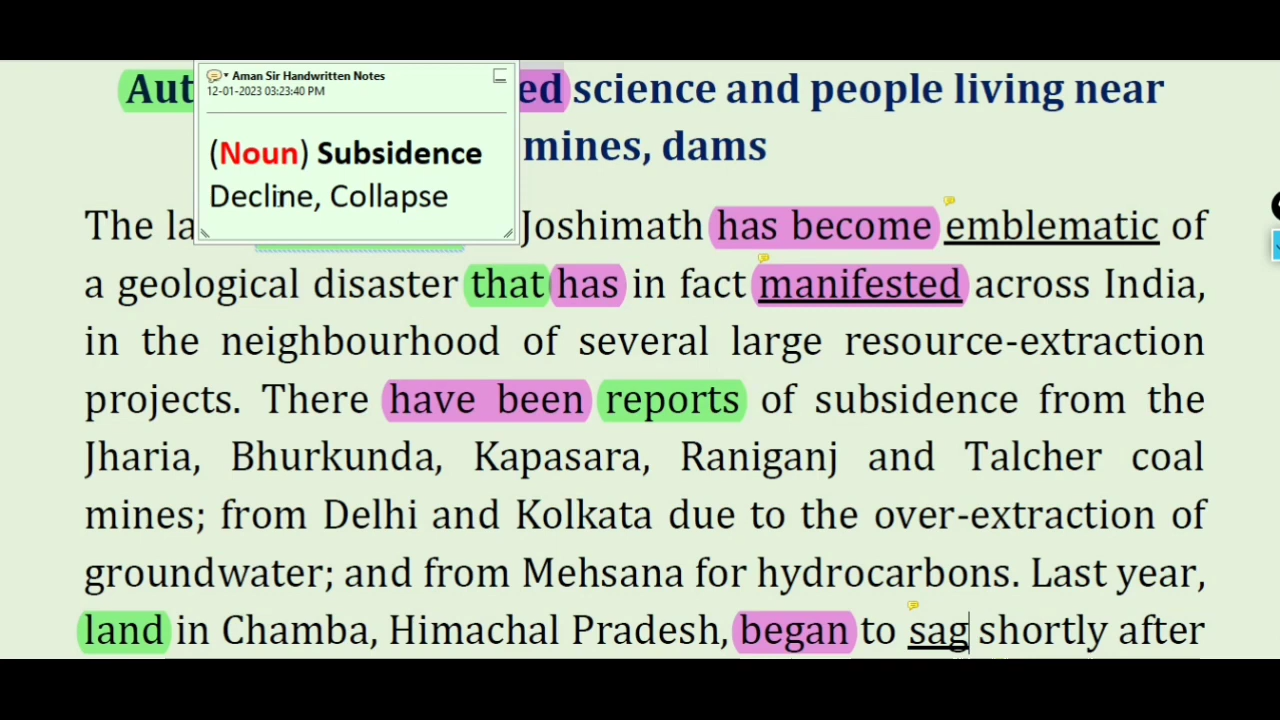 Aut
ed science and people living near
mines, dams
Aman Sir Handwritten Notes
12-01-2023 03:23:40 PM
(Noun) Subsidence
Decline, Collapse
The la
Joshimath has become emblematic of
a geological disaster that has in fact manifested across India,
in the neighbourhood of several large resource-extraction
projects. There have been reports of subsidence from the
Jharia, Bhurkunda, Kapasara, Raniganj and Talcher coal
mines; from Delhi and Kolkata due to the over-extraction of
groundwater; and from Mehsana for hydrocarbons. Last year,
land in Chamba, Himachal Pradesh, began to sag shortly after